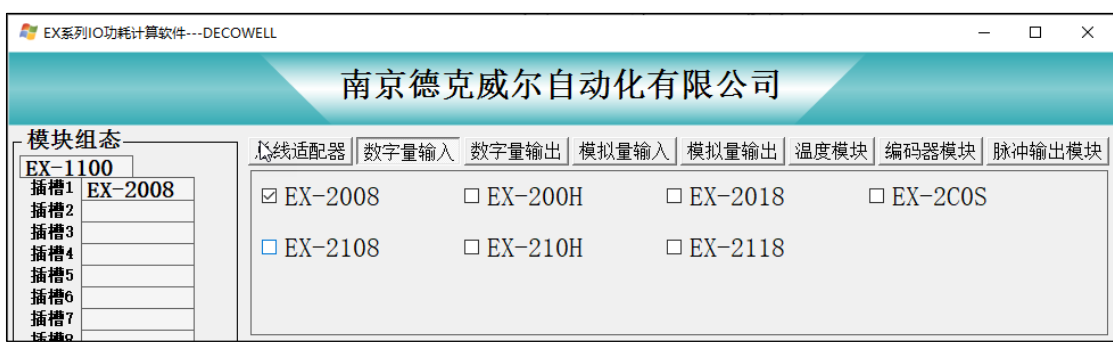 EX系列IO功耗计算软件---DECOWELL
南京德克威尔自动化有限公司
模块组态
EX-1100
插槽1 EX-2008
插槽2
插槽3
插槽4
插槽5
插槽6
插槽7
插槽8
线适配器 数字量输入 数字量输出 模拟量输入 模拟量输出 温度模块 编码器模块 脉冲输出模块
EX-2008 EX-200H EX-2018 EX-2C0S
EX-2108 EX-210H EX-2118